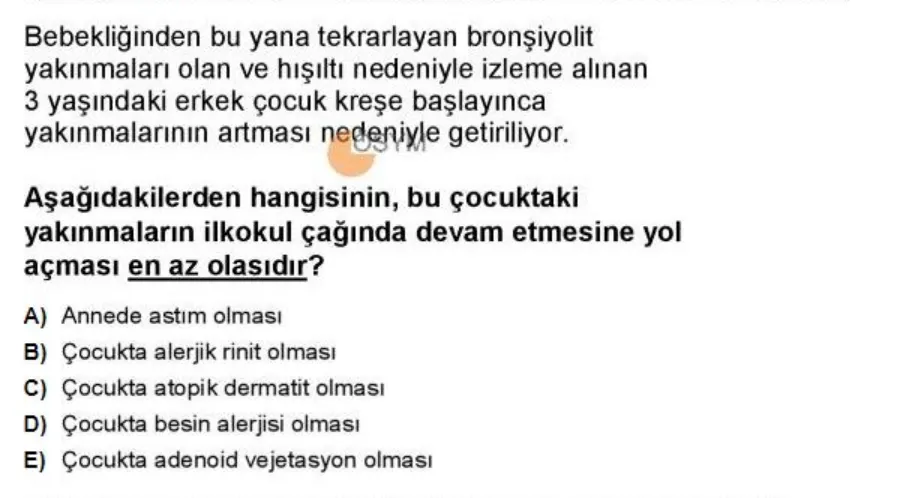 Bebekliğinden bu yana tekrarlayan bronşiyolit
yakınmaları olan ve hışıltı nedeniyle izleme alınan
3 yaşındaki erkek çocuk kreşe başlayınca
yakınmalarının artması nedeniyle getiriliyor.
ÖSYM
Aşağıdakilerden hangisinin, bu çocuktaki
yakınmaların ilkokul çağında devam etmesine yol
açması en az olasıdır?
A) Annede astım olması
B) Çocukta alerjik rinit olması
C) Çocukta atopik dermatit olması
D) Çocukta besin alerjisi olması
E) Çocukta adenoid vejetasyon olması